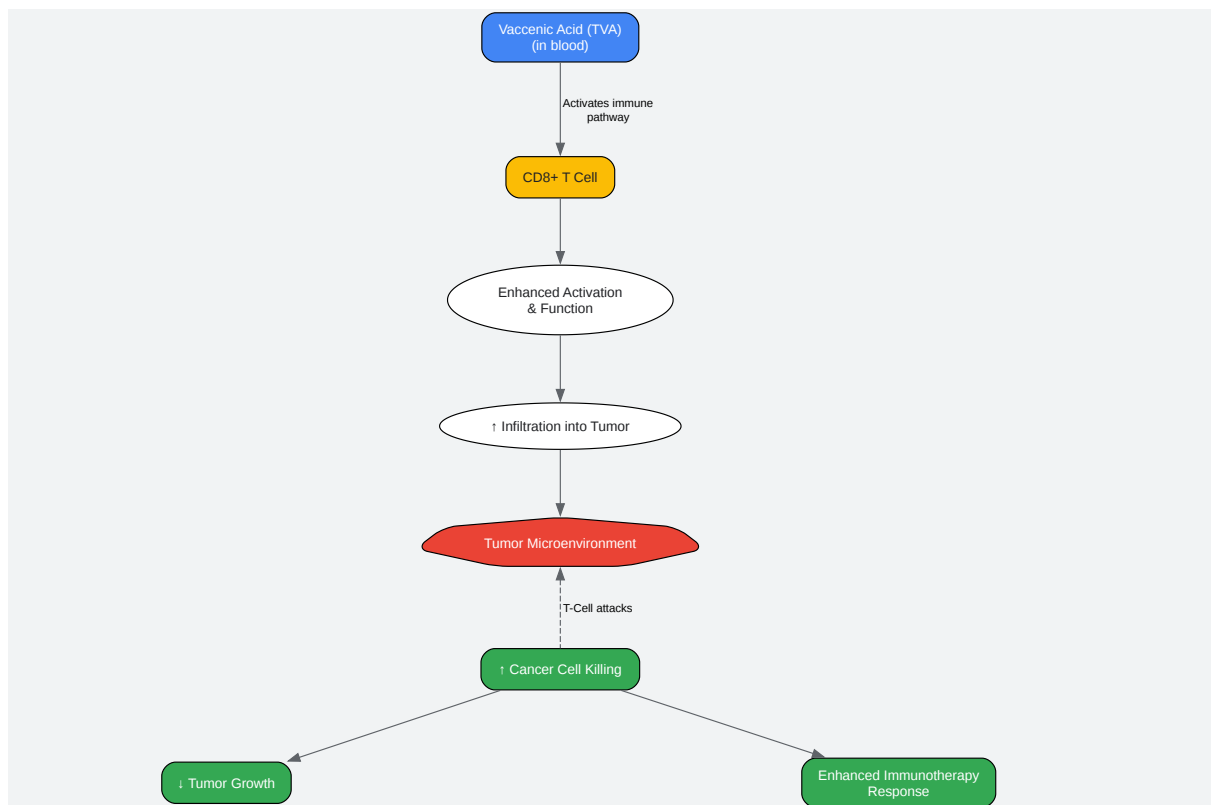 Vaccenic Acid (TVA)
(in blood)
Activates immune
pathway
CD8+ T Cell
Enhanced Activation
& Function
↑ Infiltration into Tumor
Tumor Microenvironment
T-Cell attacks
↑ Cancer Cell Killing
↓ Tumor Growth
Enhanced Immunotherapy
Response